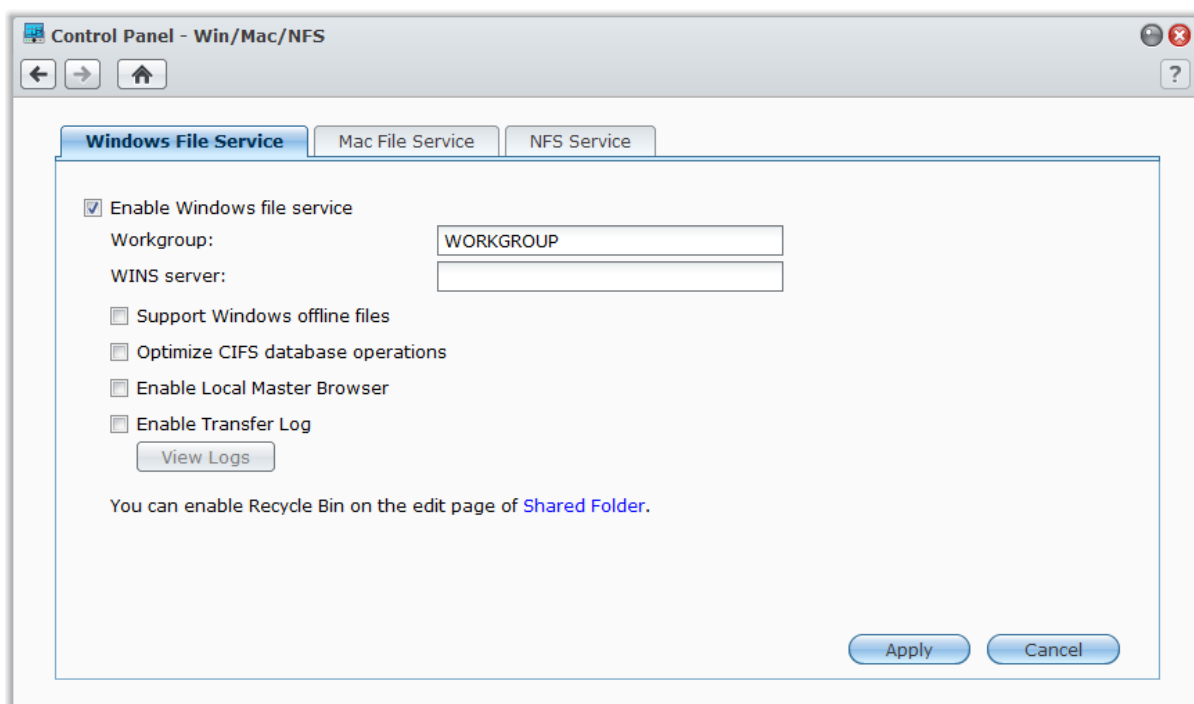 Control Panel - Win/Mac/NFS
?
Windows File Service
Mac File Service
NFS Service
Enable Windows file service
Workgroup:
WORKGROUP
WINS server:
Support Windows offline files
Optimize CIFS database operations
Enable Local Master Browser
Enable Transfer Log
View Logs
You can enable Recycle Bin on the edit page of Shared Folder.
Apply
Cancel